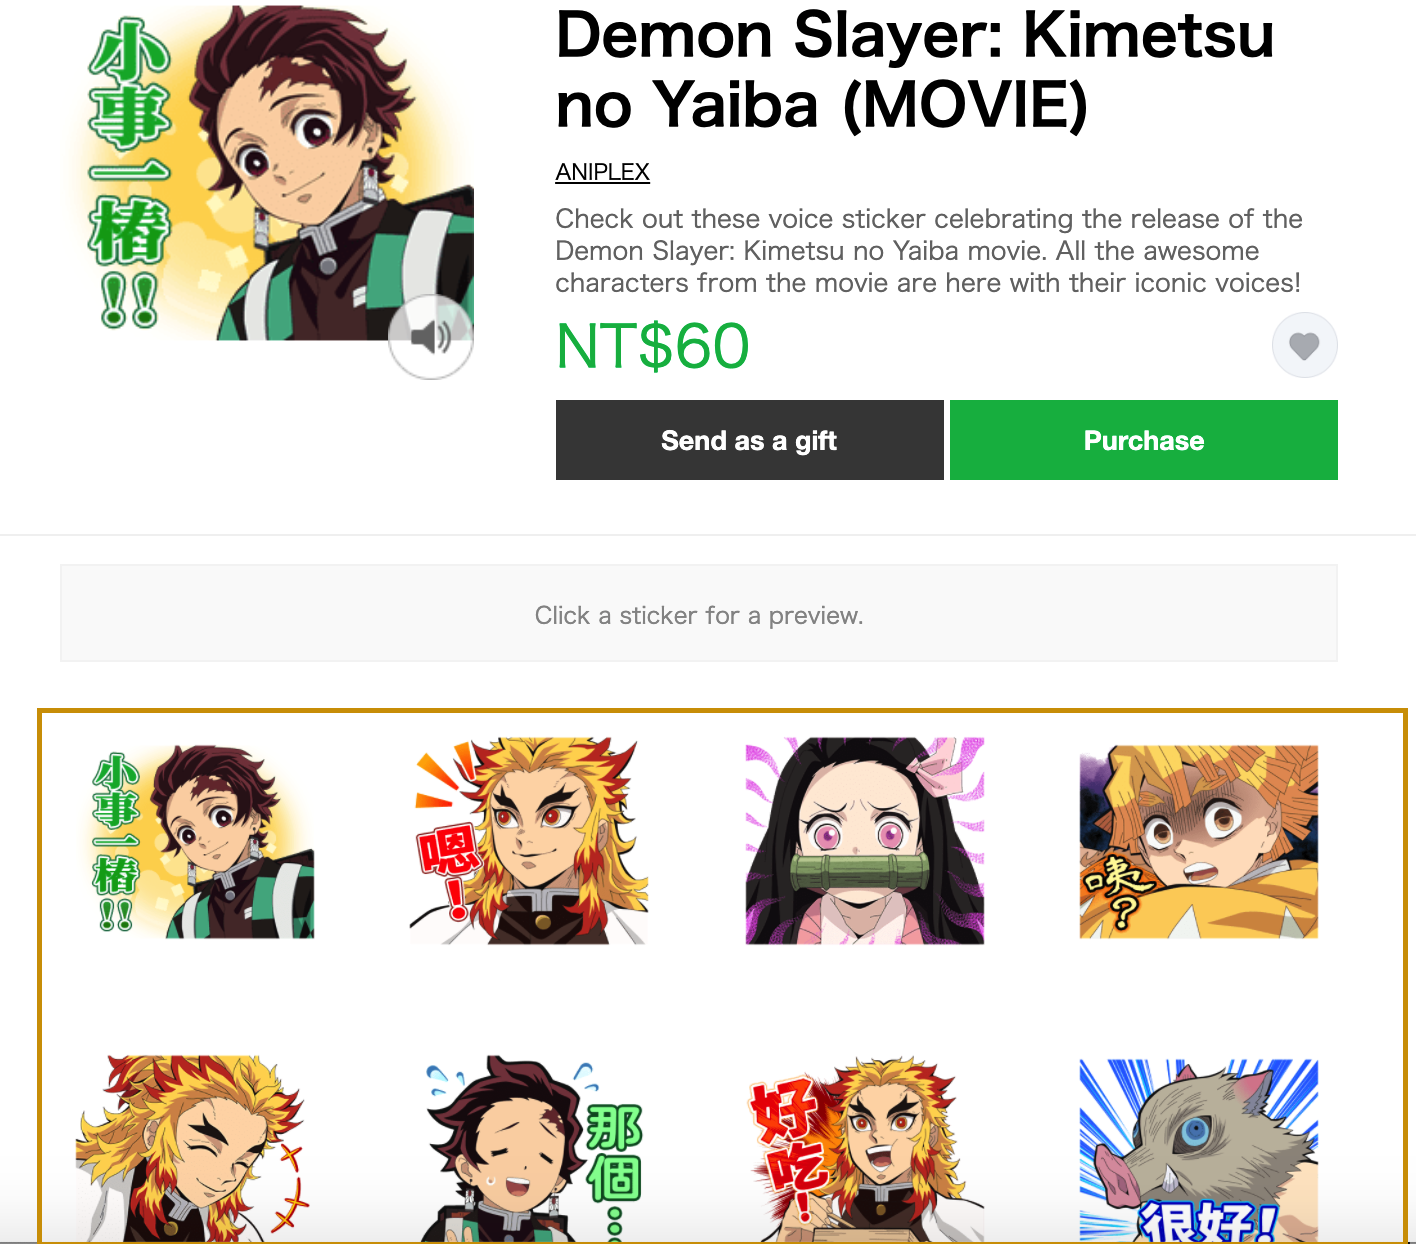 小事一樁!!
Demon Slayer: Kimetsu
no Yaiba (MOVIE)
ANIPLEX
Check out these voice sticker celebrating the release of the
Demon Slayer: Kimetsu no Yaiba movie. All the awesome
characters from the movie are here with their iconic voices!
NT$60
Send as a gift
Purchase
Click a sticker for a preview.
小事一樁!!
嗯!
咦?
那個…
好吃!
很好!